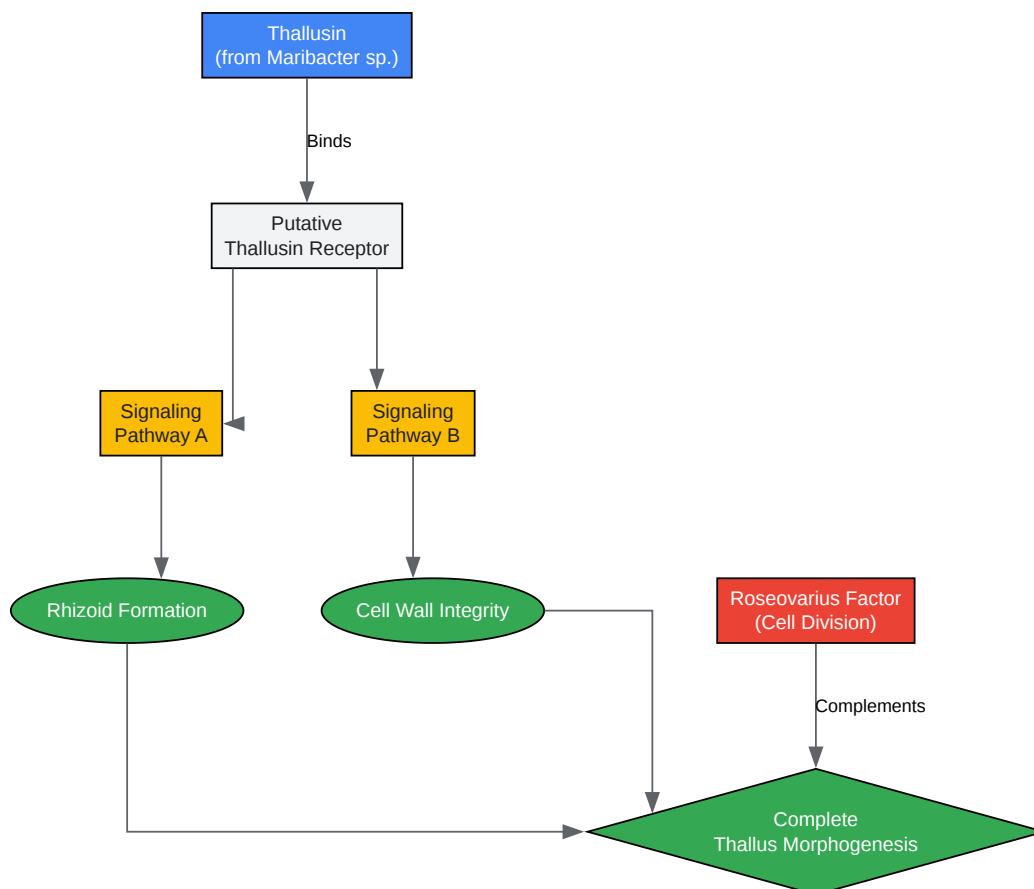 Thallusin
(from Maribacter sp.)
Binds
Putative
Thallusin Receptor
Signaling
Pathway A
Signaling
Pathway B
Rhizoid Formation
Cell Wall Integrity
Roseovarius Factor
(Cell Division)
Complements
Complete
Thallus Morphogenesis